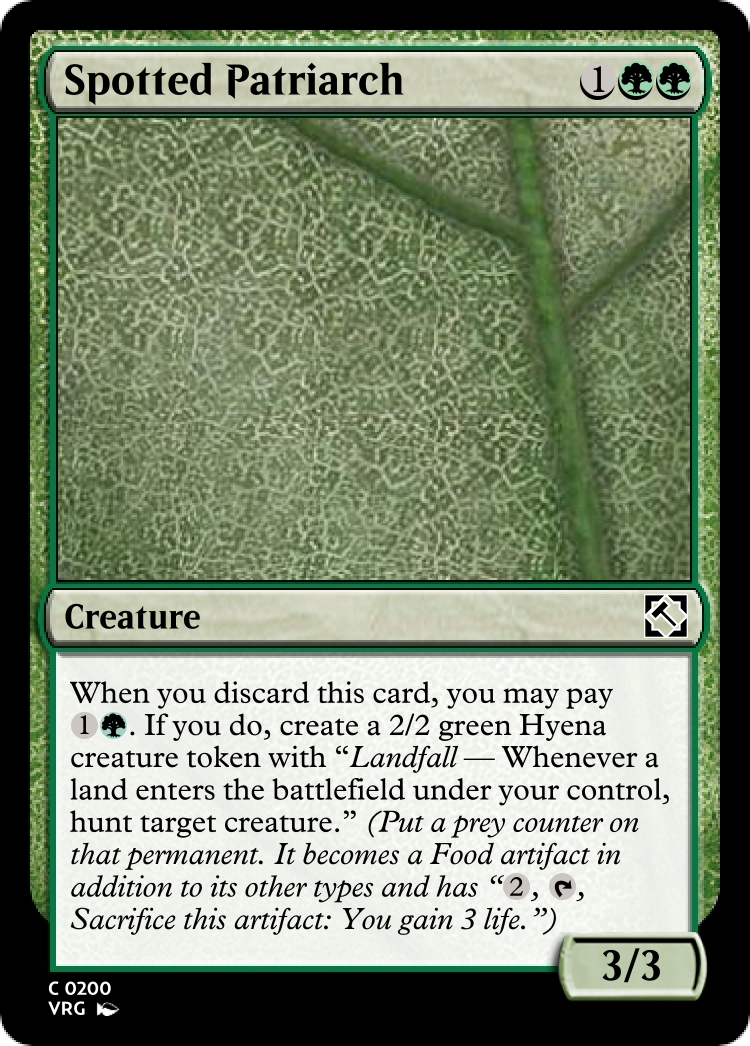 Spotted Patriarch 1
Creature
When you discard this card, you may pay
1. If you do, create a 2/2 green Hyena
creature token with “Landfall — Whenever a
land enters the battlefield under your control,
hunt target creature.” (Put a prey counter on
that permanent. It becomes a Food artifact in
addition to its other types and has “2, ,
Sacrifice this artifact: You gain 3 life.”)
3/3
C 0200
VRG